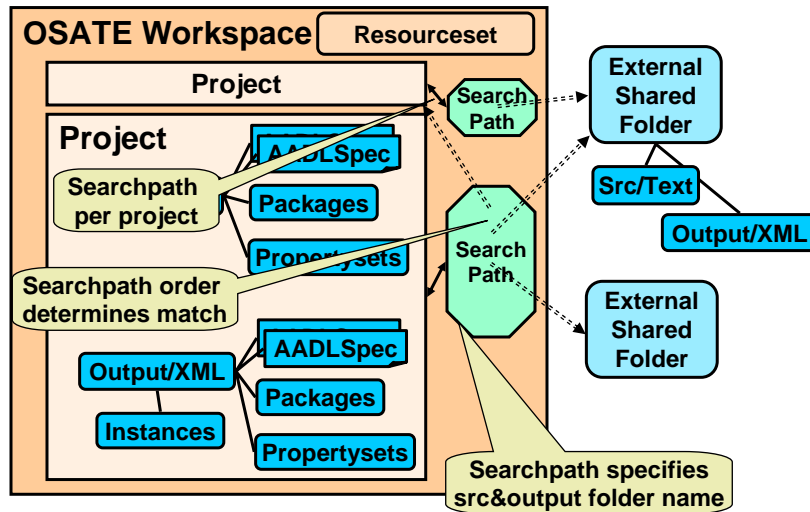 OSATE Workspace
Resourceset
Project
Search
Path
External
Shared
Folder
Project
AADLSpec
Searchpath
per project
Packages
Src/Text
Output/XML
Propertysets
Search
Path
Searchpath order
determines match
External
Shared
Folder
AADLSpec
Output/XML
Packages
Instances
Propertysets
Searchpath specifies
src&output folder name